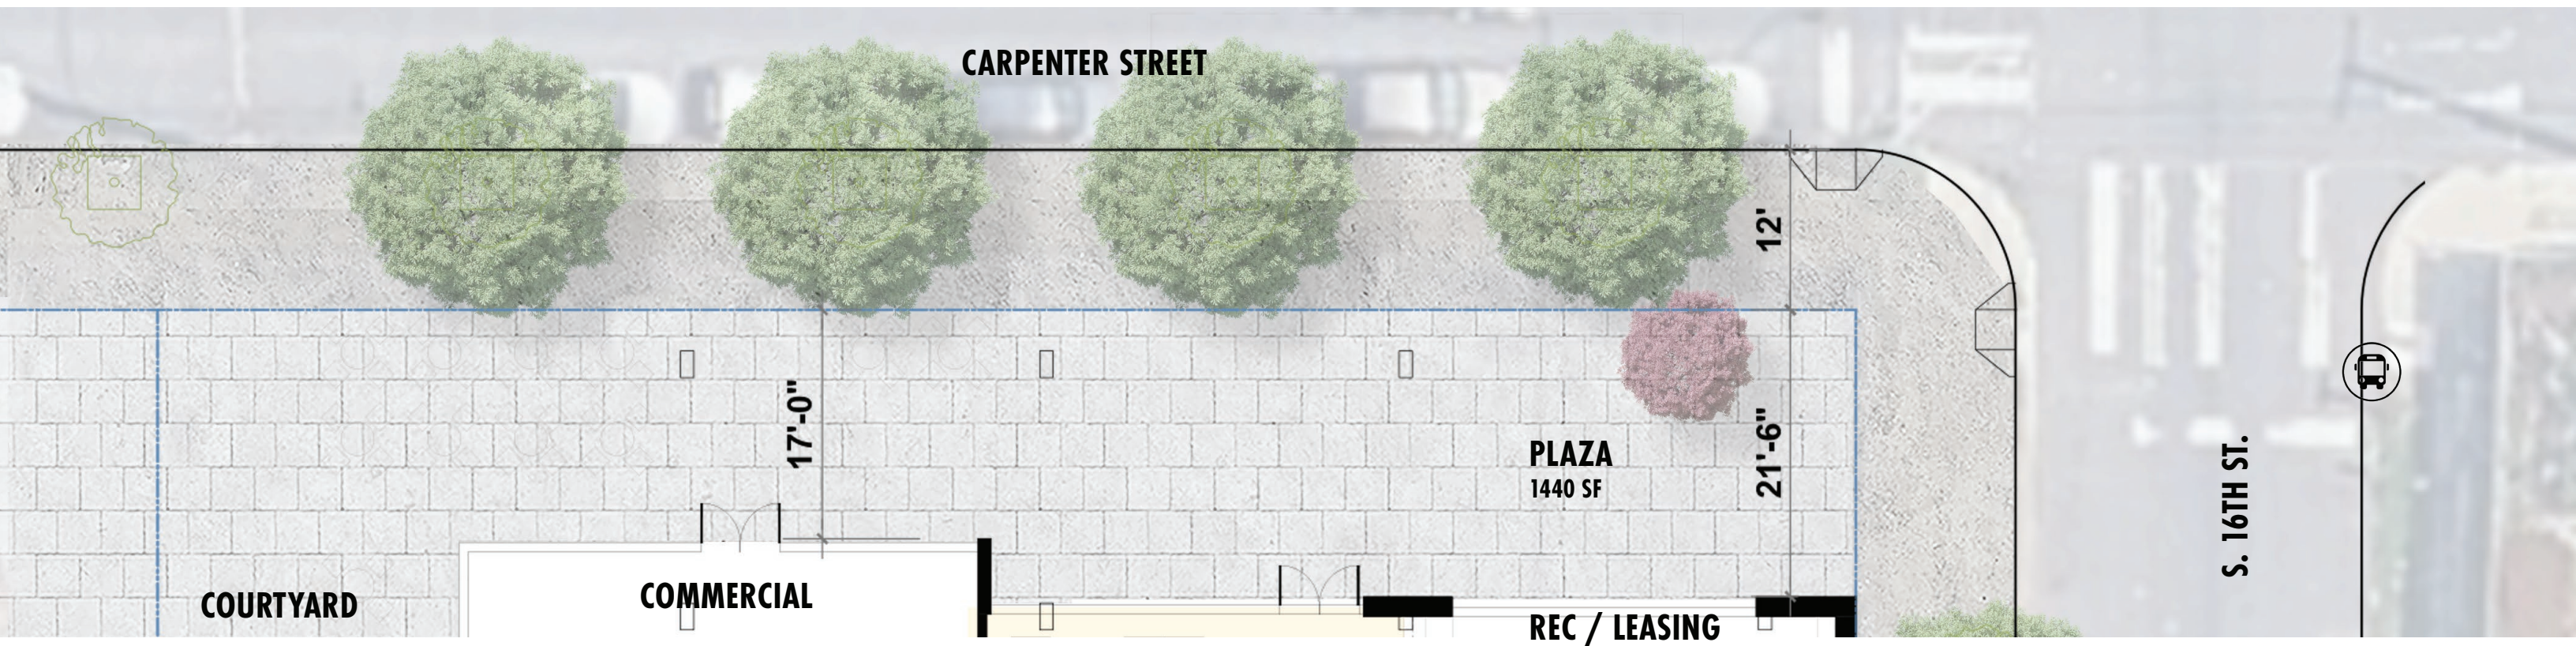 CARPENTER STREET
12'
17'-0"
21'-6"
PLAZA
1440 SF
S. 16TH ST.
COURTYARD
COMMERCIAL
REC / LEASING